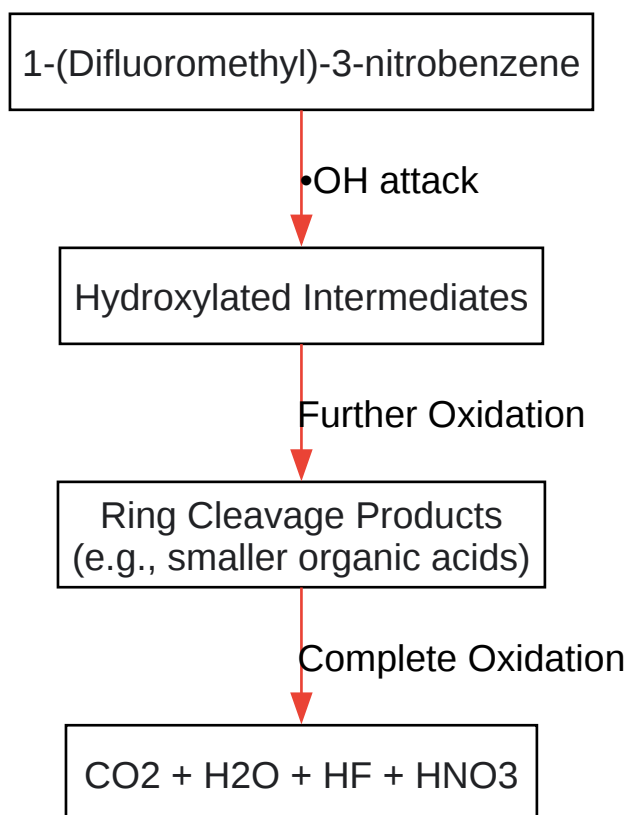 1-(Difluoromethyl)-3-nitrobenzene
•OH attack
Hydroxylated Intermediates
Further Oxidation
Ring Cleavage Products
(e.g., smaller organic acids)
Complete Oxidation
CO2 + H2O + HF + HNO3